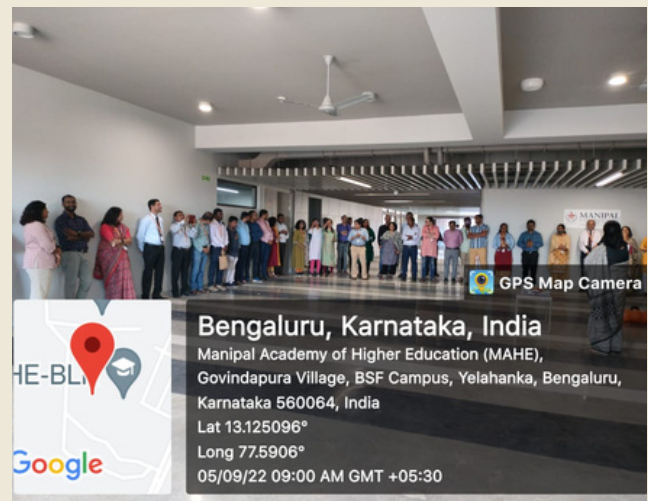 MANIPAL
GPS Map Camera
Bengaluru, Karnataka, India
Manipal Academy of Higher Education (MAHE),
Govindapura Village, BSF Campus, Yelahanka, Bengaluru,
Karnataka 560064, India
Lat 13.125096°
Long 77.5906°
05/09/22 09:00 AM GMT +05:30
HE-BL
Google